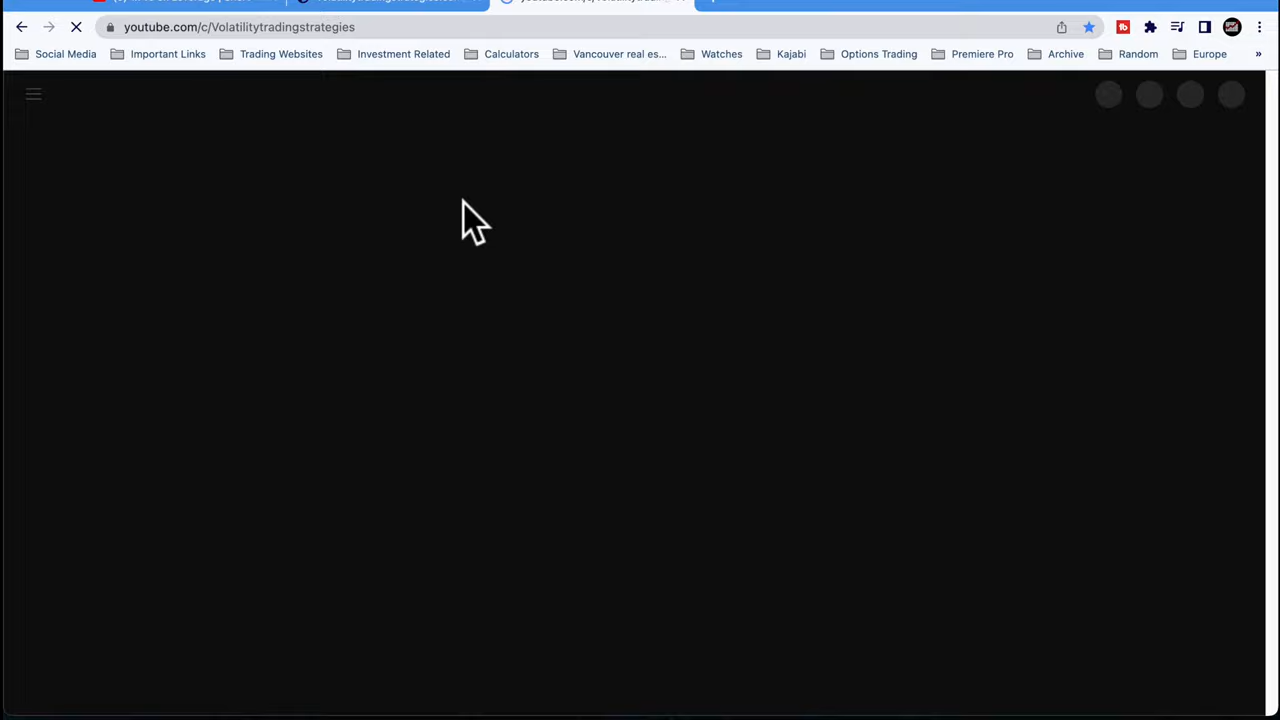 youtube.com/c/Volatilitytradingstrategies
Social Media Important Links Trading Websites Investment Related Calculators Vancouver real es... Watches Kajabi Options Trading Premiere Pro Archive Random Europe »